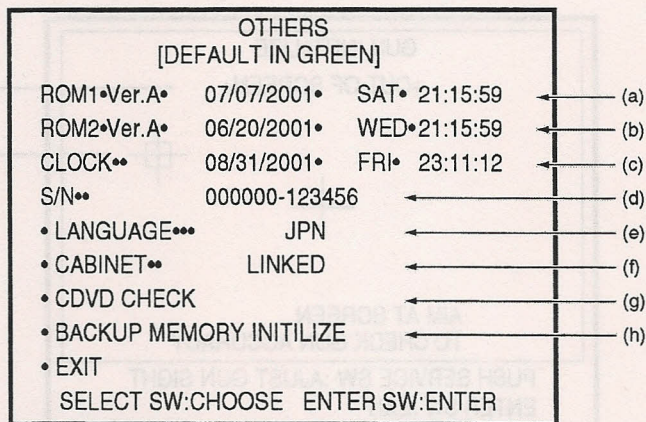 OTHERS
[DEFAULT IN GREEN]
ROM1•Ver.A• 07/07/2001• SAT• 21:15:59 (a)
ROM2•Ver.A• 06/20/2001• WED•21:15:59 (b)
CLOCK•• 08/31/2001• FRI• 23:11:12 (c)
S/N•• 000000-123456 (d)
• LANGUAGE••• JPN (e)
• CABINET•• LINKED (f)
• CDVD CHECK (g)
• BACKUP MEMORY INITILIZE (h)
• EXIT
SELECT SW:CHOOSE ENTER SW:ENTER